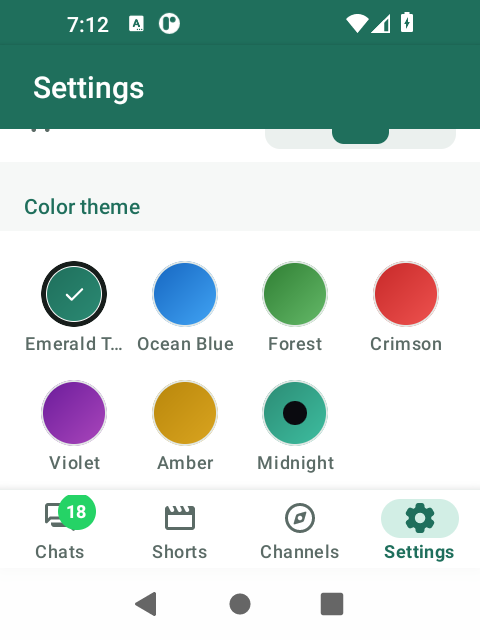 7:12
Settings
Color theme
Emerald T...
Ocean Blue
Forest
Crimson
Violet
Amber
Midnight
18
Chats
Shorts
Channels
Settings